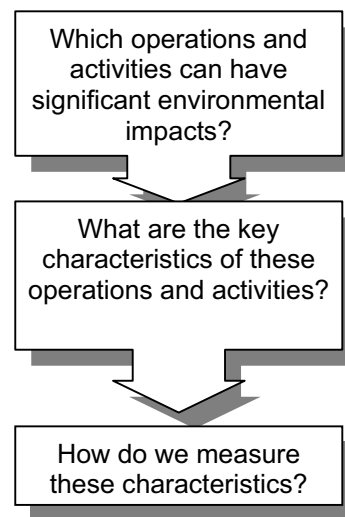 Which operations and
activities can have
significant environmental
impacts?
What are the key
characteristics of these
operations and activities?
How do we measure
these characteristics?